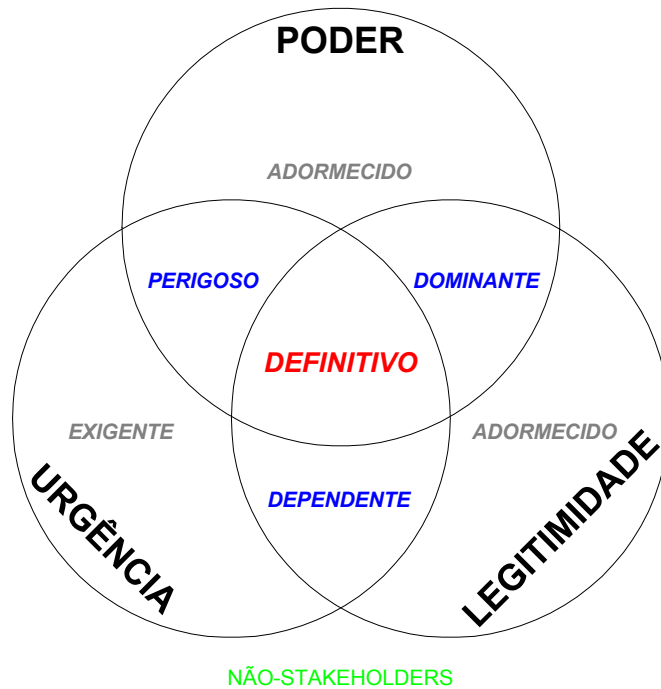 PODER
ADORMECIDO
PERIGOSO
DOMINANTE
DEFINITIVO
EXIGENTE
ADORMECIDO
URGÊNCIA
DEPENDENTE
LEGITIMIDADE
NÃO-STAKEHOLDERS